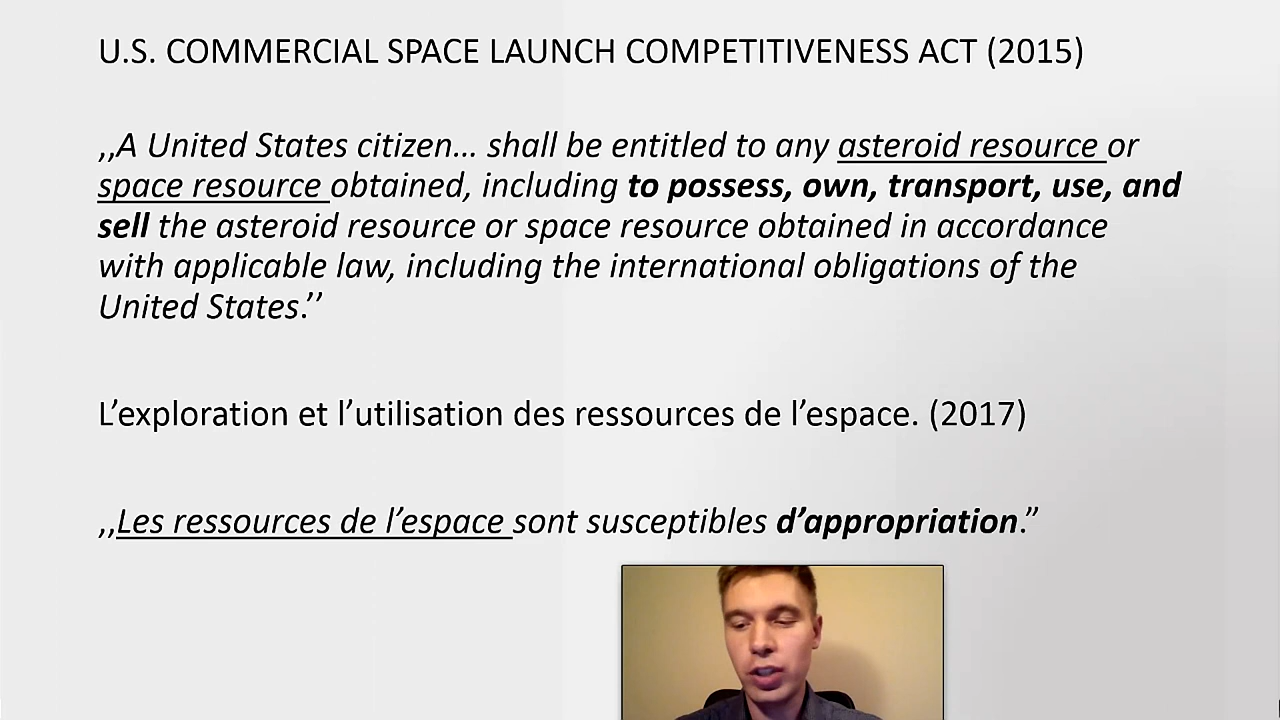 U.S. COMMERCIAL SPACE LAUNCH COMPETITIVENESS ACT (2015)
,,A United States citizen… shall be entitled to any asteroid resource or
space resource obtained, including to possess, own, transport, use, and
sell the asteroid resource or space resource obtained in accordance
with applicable law, including the international obligations of the
United States.’’
L’exploration et l’utilisation des ressources de l’espace. (2017)
,,Les ressources de l’espace sont susceptibles d’appropriation.”